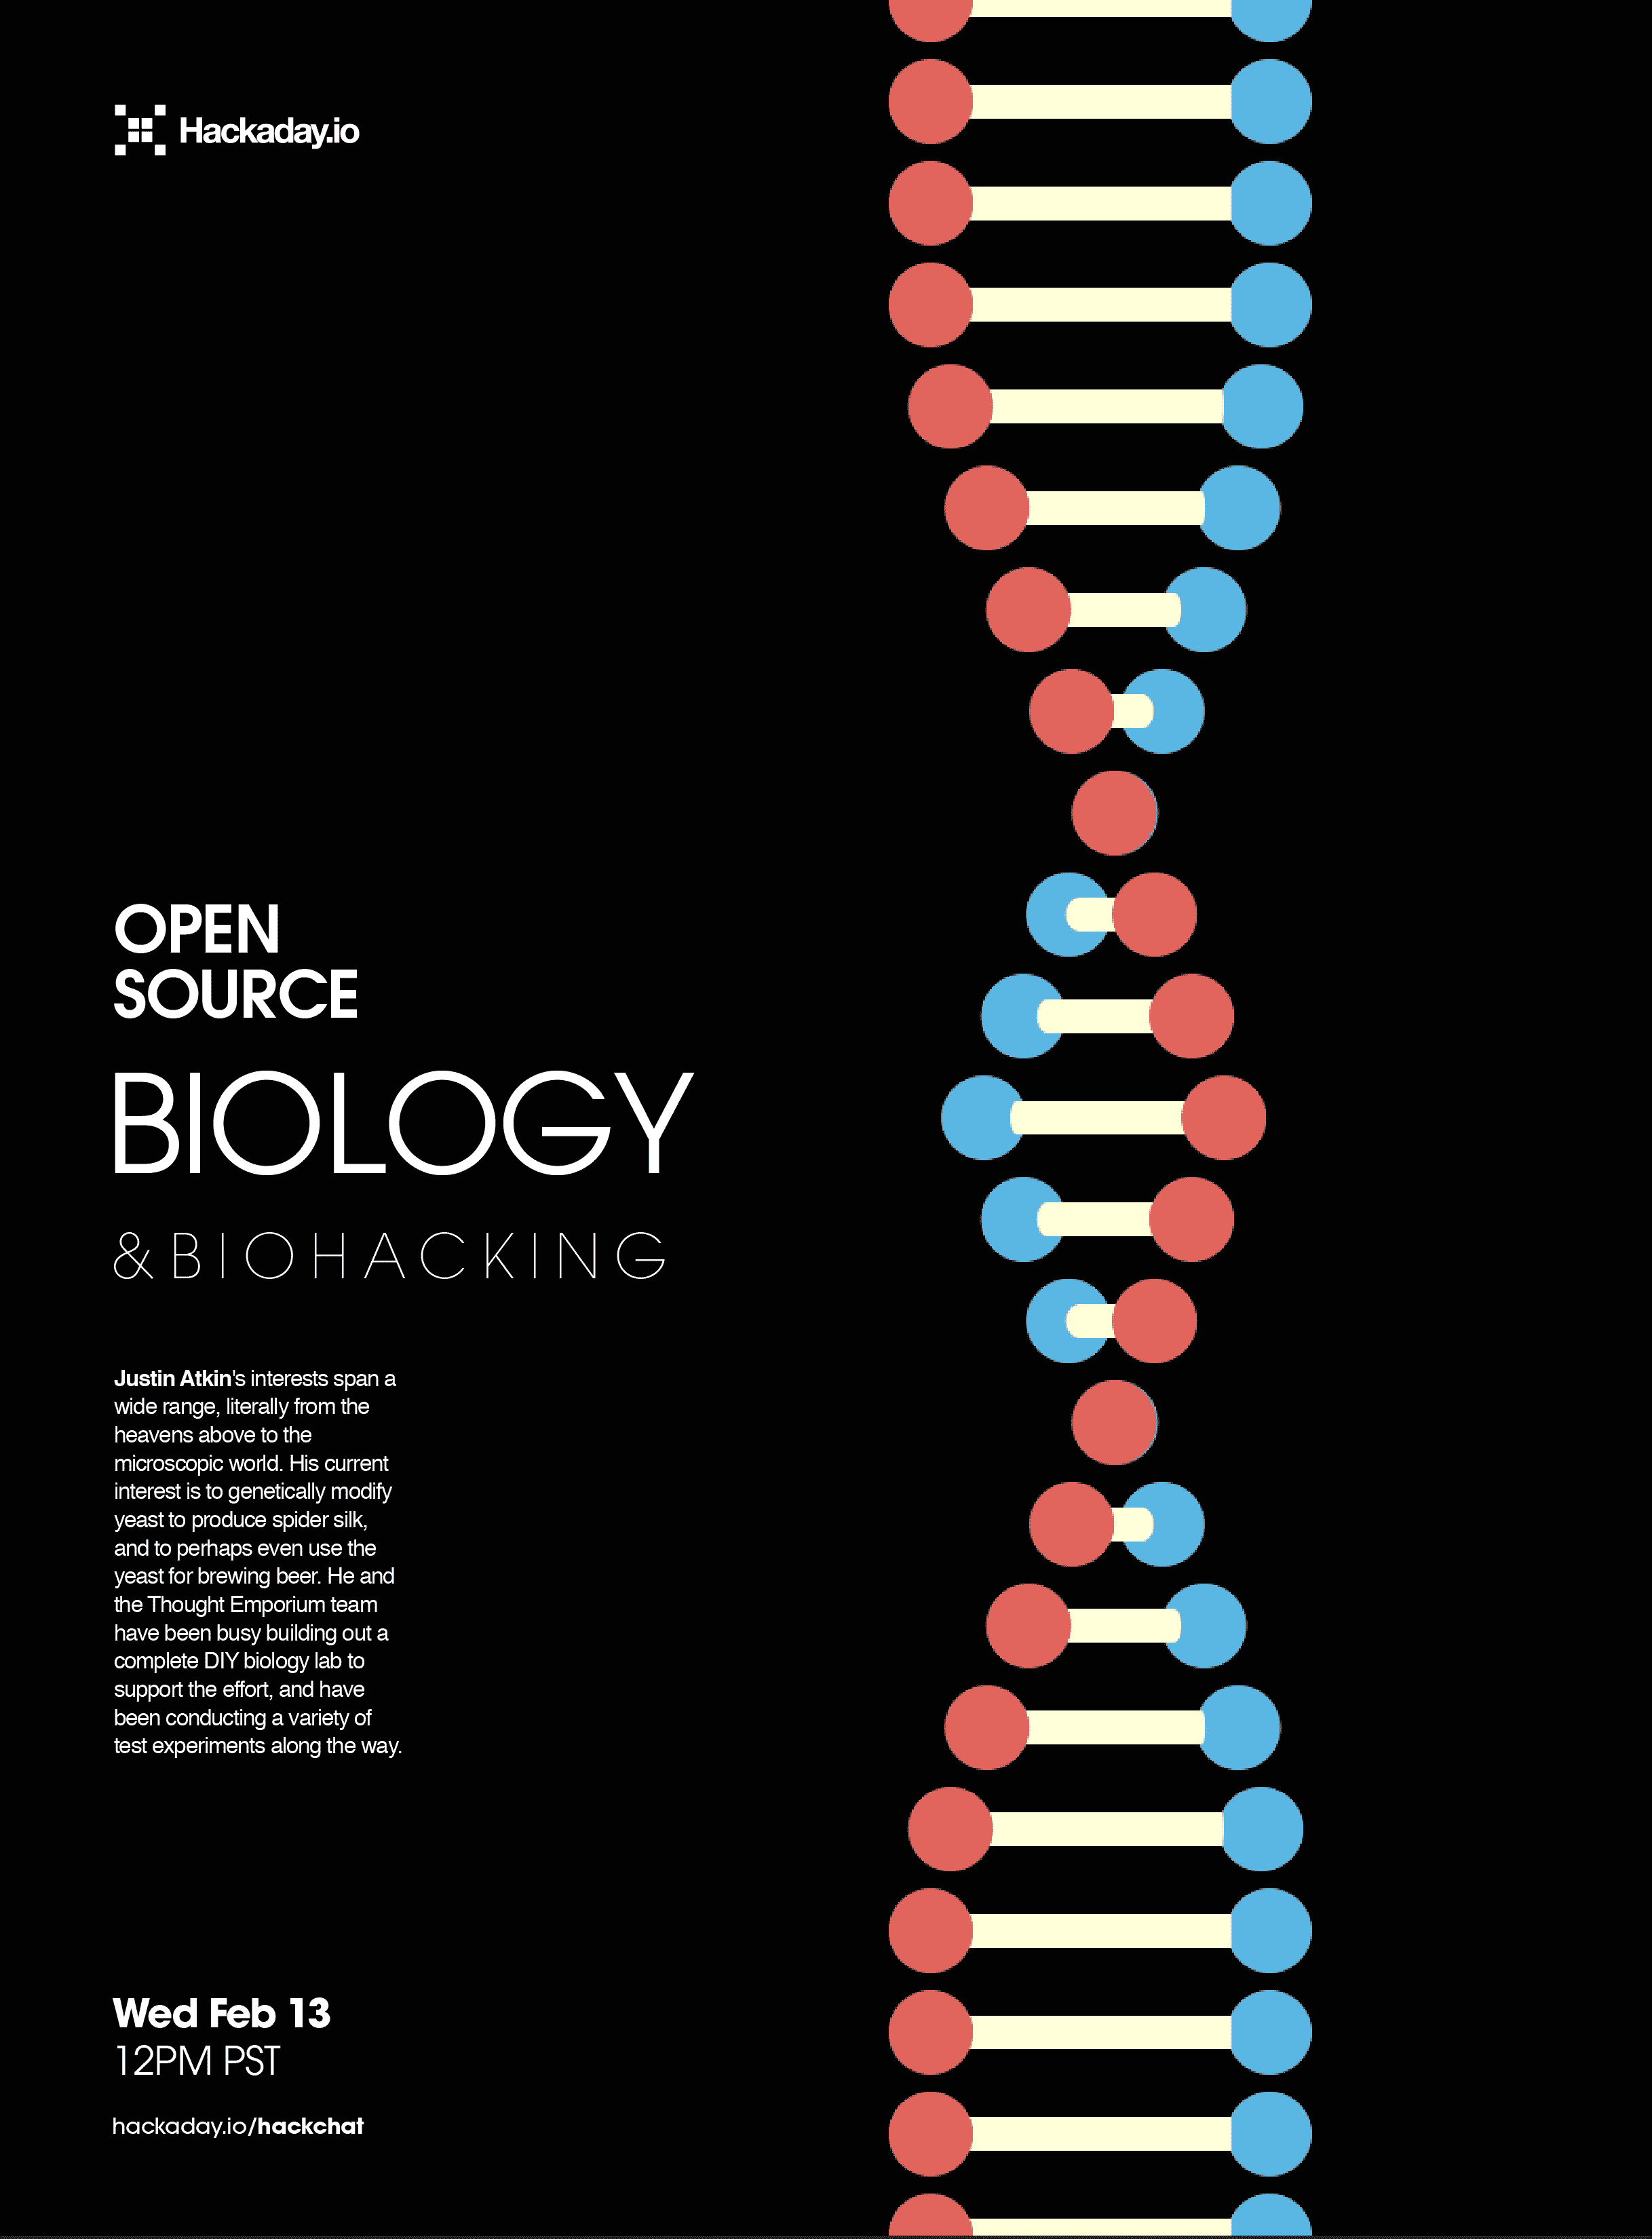 Hackaday.io
OPEN
SOURCE
BIOLOGY
&BIOHACKING
Justin Atkin's interests span a
wide range, literally from the
heavens above to the
microscopic world. His current
interest is to genetically modify
yeast to produce spider silk,
and to perhaps even use the
yeast for brewing beer. He and
the Thought Emporium team
have been busy building out a
complete DIY biology lab to
support the effort, and have
been conducting a variety of
test experiments along the way.
Wed Feb 13
12PM PST
hackaday.io/hackchat